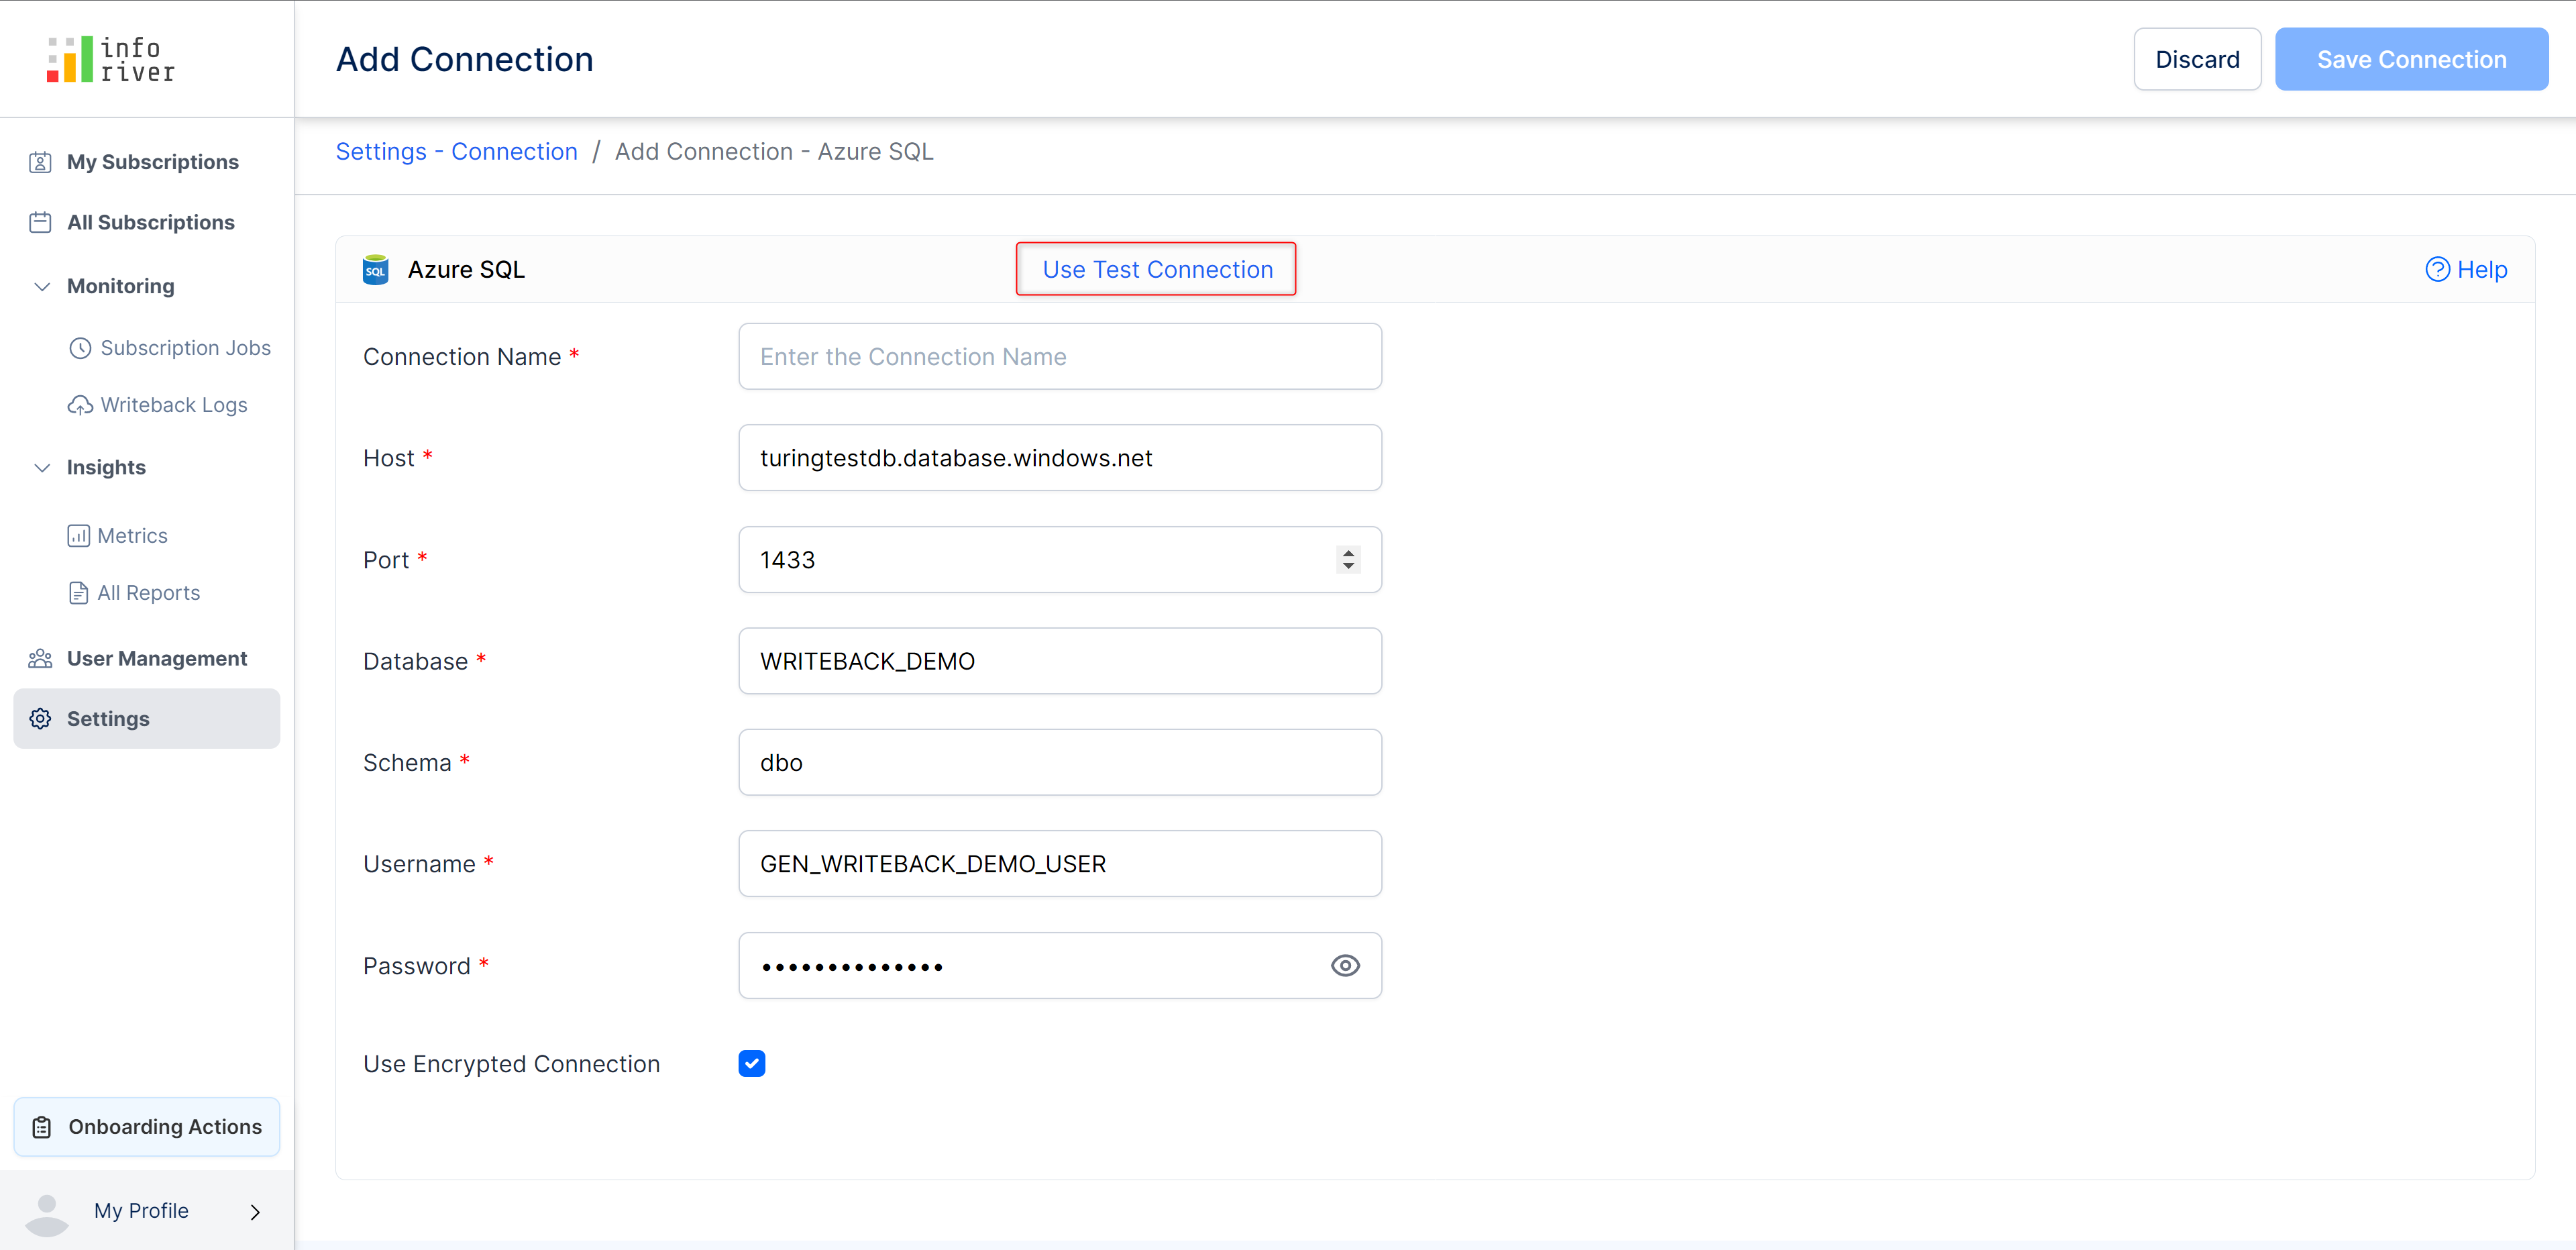 info
river
Add Connection
Discard
Save Connection
Settings - Connection / Add Connection - Azure SQL
My Subscriptions
All Subscriptions
Monitoring
Subscription Jobs
Writeback Logs
Insights
Metrics
All Reports
User Management
Settings
Onboarding Actions
My Profile
SQL
Azure SQL
Use Test Connection
Help
Connection Name *
Enter the Connection Name
Host *
turingtestdb.database.windows.net
Port *
1433
Database *
WRITEBACK_DEMO
Schema *
dbo
Username *
GEN_WRITEBACK_DEMO_USER
Password *
••••••••••••••
Use Encrypted Connection